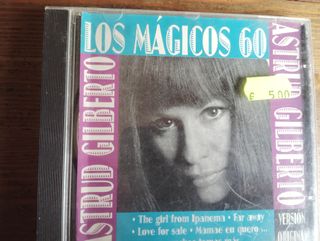 LOS MÁGICOS 60
ASTRUD GILBERTO
ASTRUD GILBERTO
€ 5.00
• The girl from Ipanema • Far away
• Love for sale • Mamae eu quero ...
VERSION
ORIGINAL